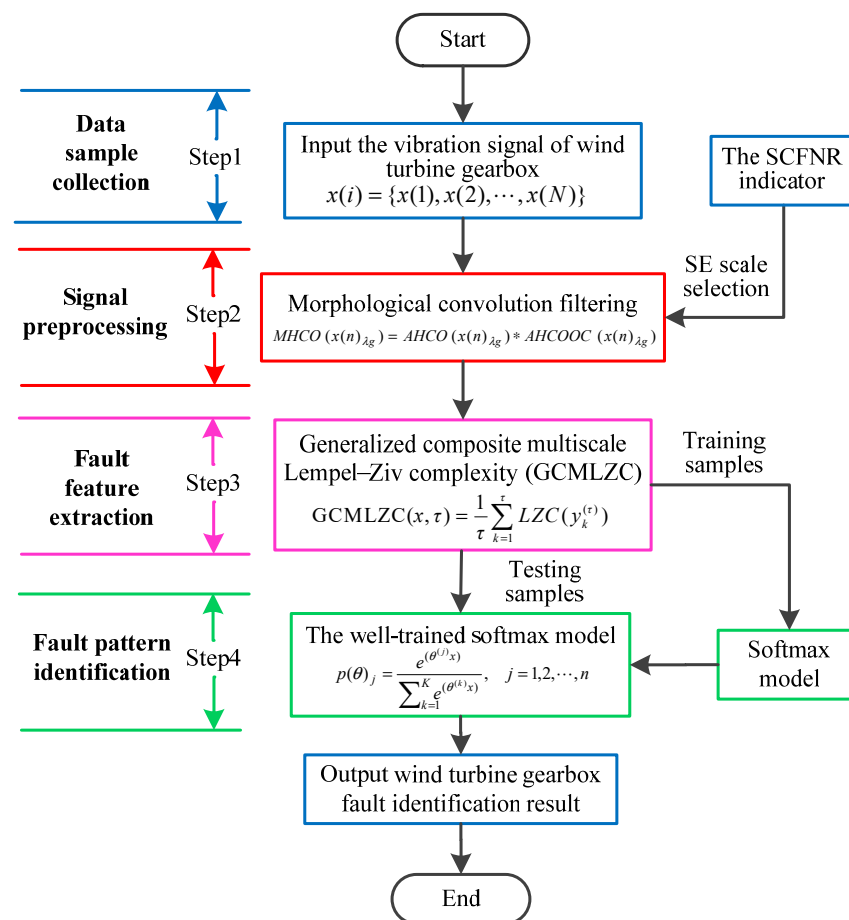 Start
Data
sample
collection
Step1
Input the vibration signal of wind
turbine gearbox
x(i) = {x(1), x(2), ⋯, x(N)}
The SCFNR
indicator
SE scale
selection
Signal
preprocessing
Step2
Morphological convolution filtering
MHCO (x(n)_{λg}) = AHCO (x(n)_{λg}) * AHCOOC (x(n)_{λg})
Fault
feature
extraction
Step3
Generalized composite multiscale
Lempel–Ziv complexity (GCMLZC)
GCMLZC(x, τ) = \frac{1}{τ} \sum_{k=1}^{τ} LZC(y_k^{(τ)})
Training
samples
Testing
samples
Fault pattern
identification
Step4
The well-trained softmax model
p(θ)_j = \frac{e^{(θ^{(j)} x)}}{\sum_{k=1}^{K} e^{(θ^{(k)} x)}}, j = 1,2,⋯,n
Softmax
model
Output wind turbine gearbox
fault identification result
End